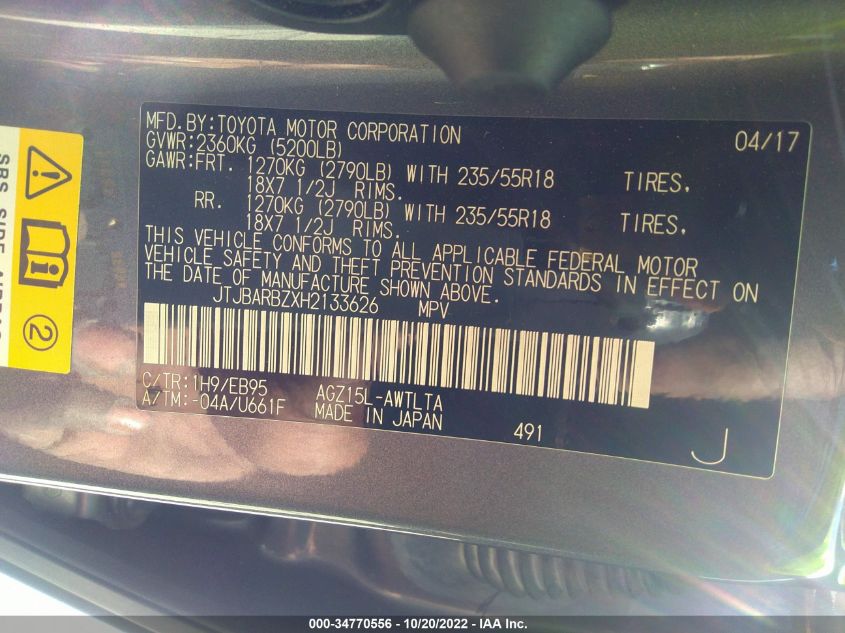 MFD.BY:TOYOTA MOTOR CORPORATION 04/17
GVWR:2360KG (5200LB)
GAWR:FRT. 1270KG (2790LB) WITH 235/55R18 TIRES.
18X7 1/2J RIMS.
RR. 1270KG (2790LB) WITH 235/55R18 TIRES.
18X7 1/2J RIMS.
THIS VEHICLE CONFORMS TO ALL APPLICABLE FEDERAL MOTOR
VEHICLE SAFETY AND THEFT PREVENTION STANDARDS IN EFFECT ON
THE DATE OF MANUFACTURE SHOWN ABOVE.
JTJBARBZXH2133626 MPV
C/TR:1H9/EB95 AGZ15L-AWTLTA
A/TM:-04A/U661F MADE IN JAPAN 491
J
2
SRS SIDE
000-34770556 - 10/20/2022 - IAA Inc.